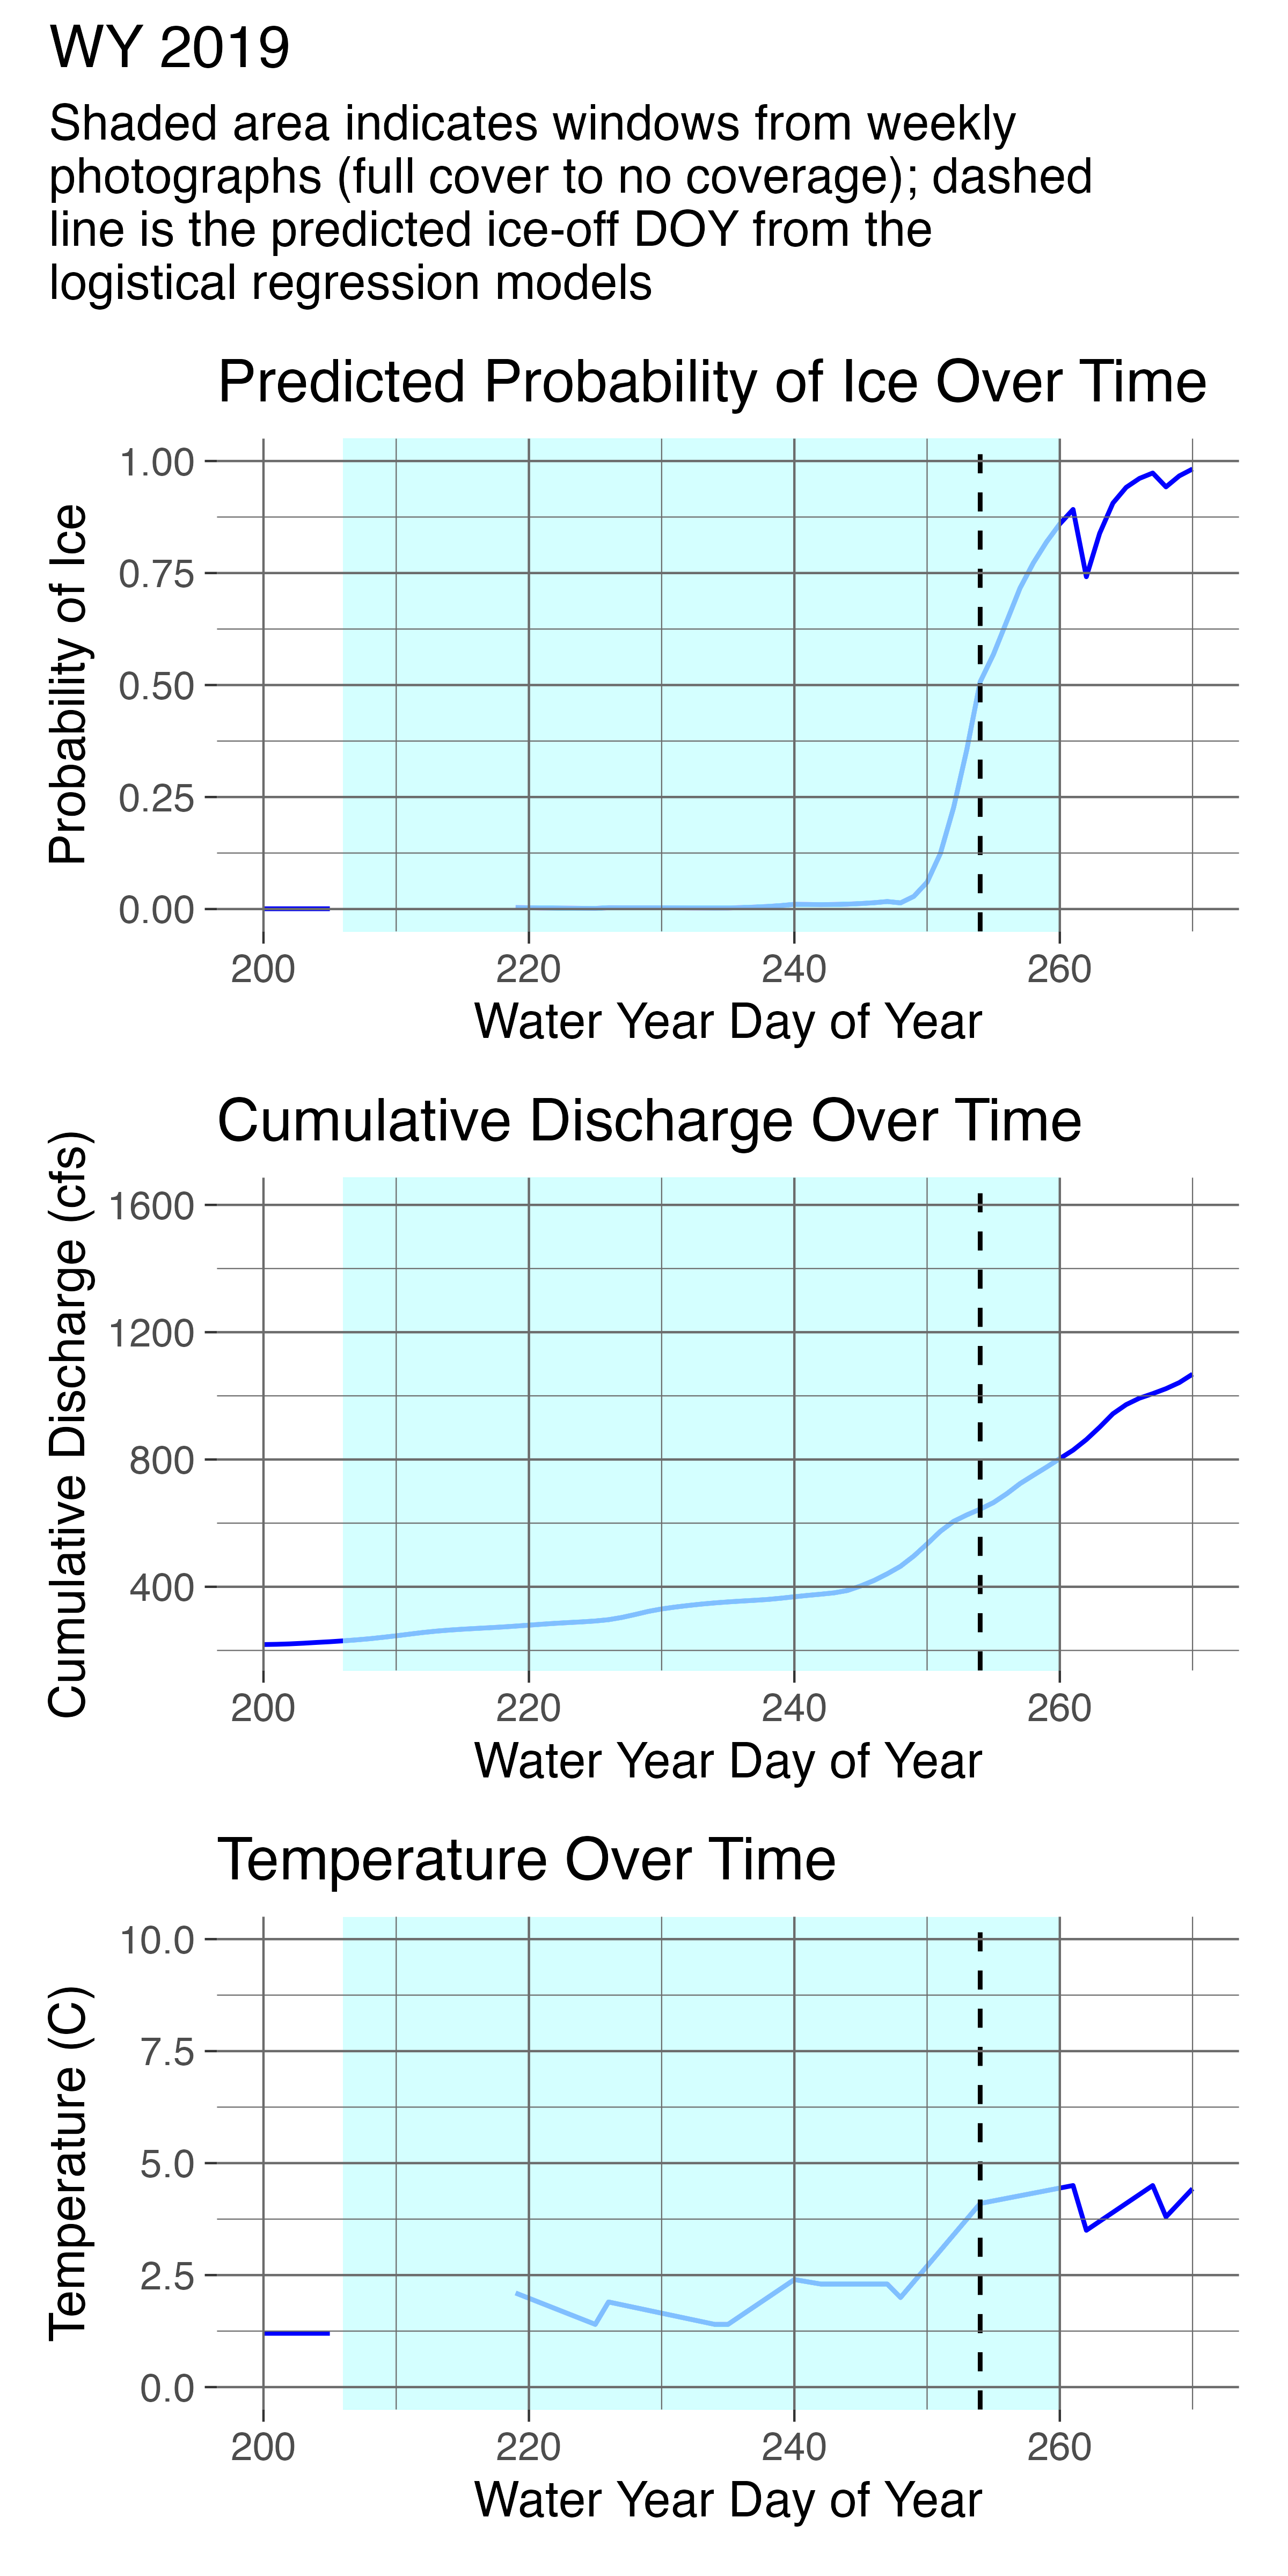 WY 2019
Shaded area indicates windows from weekly
photographs (full cover to no coverage); dashed
line is the predicted ice-off DOY from the
logistical regression models
Predicted Probability of Ice Over Time
Probability of Ice
1.00
0.75
0.50
0.25
0.00
200 220 240 260
Water Year Day of Year
Cumulative Discharge Over Time
Cumulative Discharge (cfs)
1600
1200
800
400
200 220 240 260
Water Year Day of Year
Temperature Over Time
Temperature (C)
10.0
7.5
5.0
2.5
0.0
200 220 240 260
Water Year Day of Year